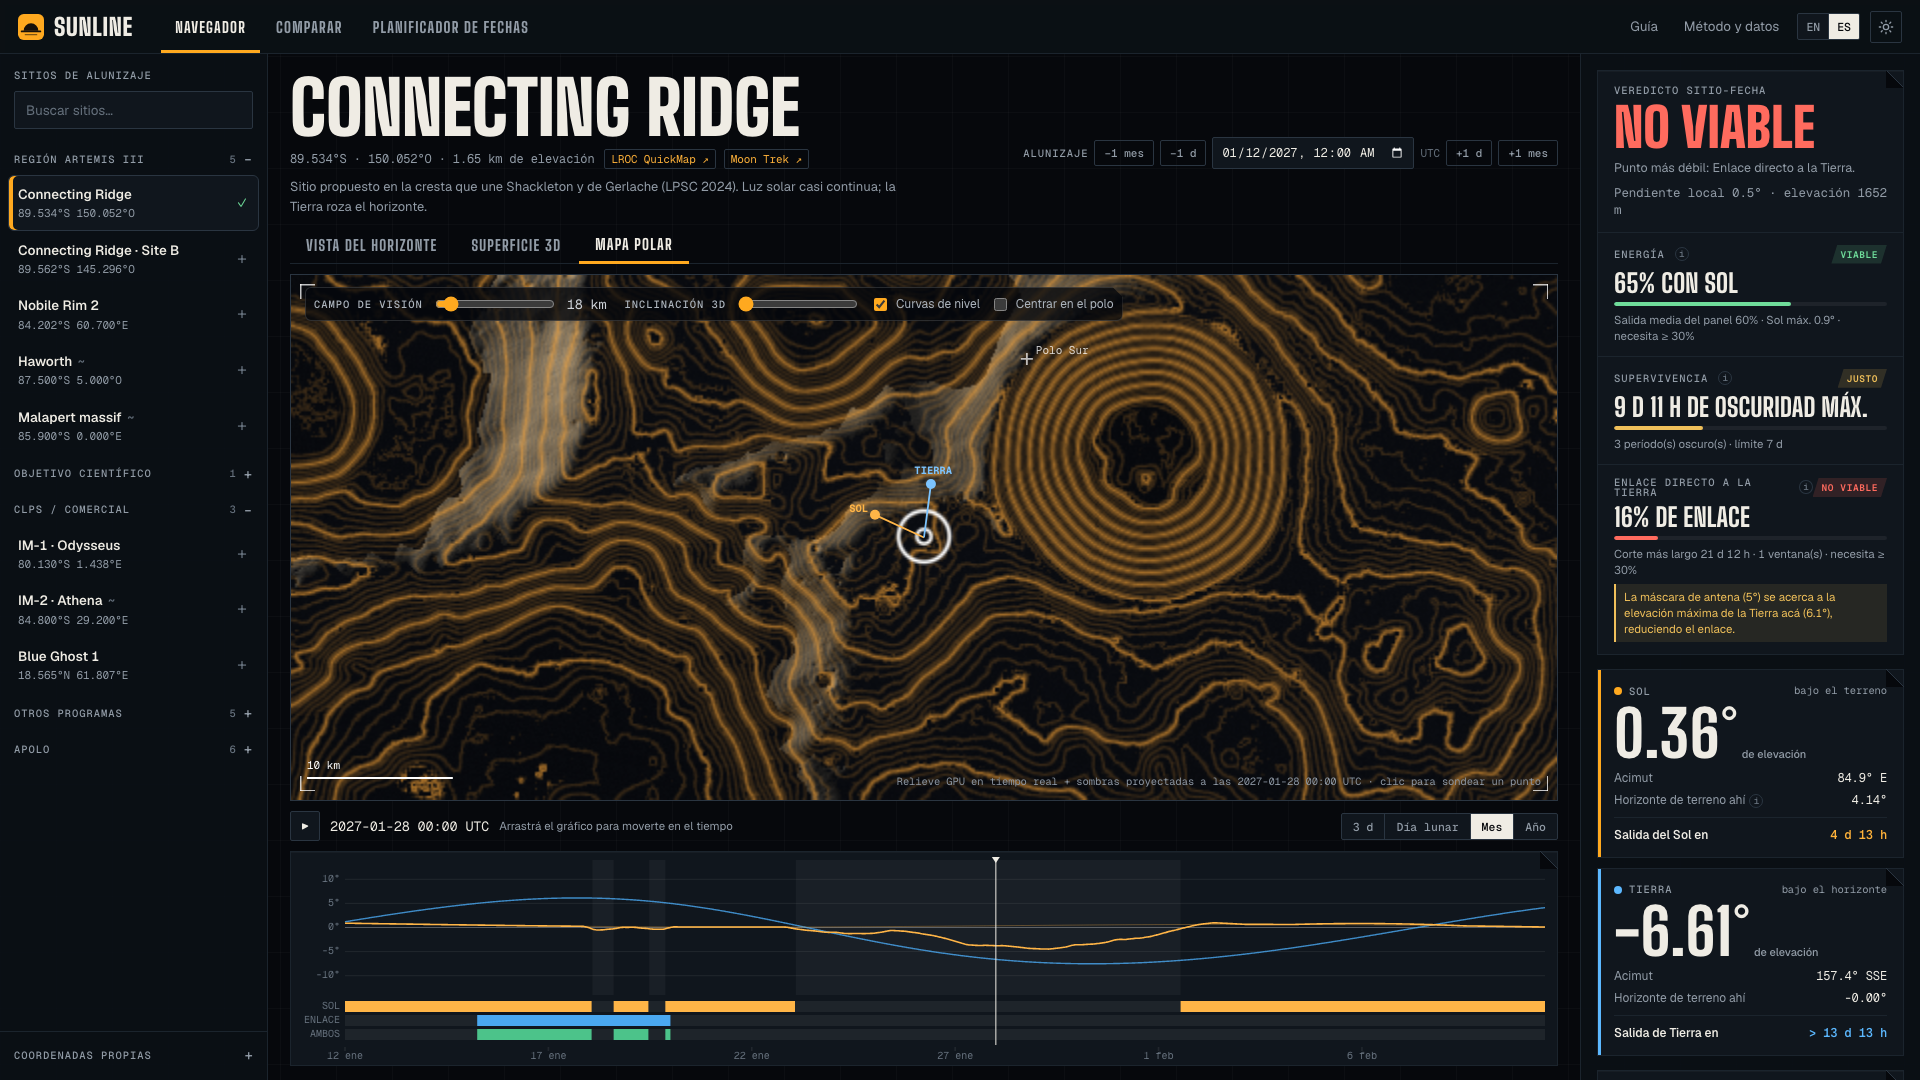 SUNLINE
NAVEGADOR
COMPARAR
PLANIFICADOR DE FECHAS
Guía
Método y datos
EN
ES
SITIOS DE ALUNIZAJE
Buscar sitios…
REGIÓN ARTEMIS III 5 −
Connecting Ridge
89.534°S 150.052°O ✓
Connecting Ridge · Site B
89.562°S 145.296°O +
Nobile Rim 2
84.202°S 60.700°E +
Haworth ~
87.500°S 5.000°O +
Malapert massif ~
85.900°S 0.000°E +
OBJETIVO CIENTÍFICO 1 +
CLPS / COMERCIAL 3 −
IM-1 · Odysseus
80.130°S 1.438°E +
IM-2 · Athena ~
84.800°S 29.200°E +
Blue Ghost 1
18.565°N 61.807°E +
OTROS PROGRAMAS 5 +
APOLO 6 +
COORDENADAS PROPIAS +
CONNECTING RIDGE
89.534°S · 150.052°O · 1.65 km de elevación
LROC QuickMap ↗
Moon Trek ↗
ALUNIZAJE
−1 mes
−1 d
01/12/2027, 12:00 AM
UTC
+1 d
+1 mes
Sitio propuesto en la cresta que une Shackleton y de Gerlache (LPSC 2024). Luz solar casi continua; la
Tierra roza el horizonte.
VISTA DEL HORIZONTE
SUPERFICIE 3D
MAPA POLAR
CAMPO DE VISIÓN
18 km
INCLINACIÓN 3D
Curvas de nivel
Centrar en el polo
Polo Sur
TIERRA
SOL
10 km
Relieve GPU en tiempo real + sombras proyectadas a las 2027-01-28 00:00 UTC · clic para sondear un punto
2027-01-28 00:00 UTC
Arrastrá el gráfico para moverte en el tiempo
3 d
Día lunar
Mes
Año
10°
5°
0°
−5°
−10°
SOL
ENLACE
AMBOS
12 ene
17 ene
22 ene
27 ene
1 feb
6 feb
VEREDICTO SITIO-FECHA
NO VIABLE
Punto más débil: Enlace directo a la Tierra.
Pendiente local 0.5° · elevación 1652
m
ENERGÍA i VIABLE
65% CON SOL
Salida media del panel 60% · Sol máx. 0.9° ·
necesita ≥ 30%
SUPERVIVENCIA i JUSTO
9 D 11 H DE OSCURIDAD MÁX.
3 período(s) oscuro(s) · límite 7 d
ENLACE DIRECTO A LA
TIERRA i NO VIABLE
16% DE ENLACE
Corte más largo 21 d 12 h · 1 ventana(s) · necesita ≥
30%
La máscara de antena (5°) se acerca a la
elevación máxima de la Tierra acá (6.1°),
reduciendo el enlace.
SOL bajo el terreno
0.36° de elevación
Acimut 84.9° E
Horizonte de terreno ahí i 4.14°
Salida del Sol en 4 d 13 h
TIERRA bajo el horizonte
−6.61° de elevación
Acimut 157.4° SSE
Horizonte de terreno ahí −0.00°
Salida de Tierra en > 13 d 13 h